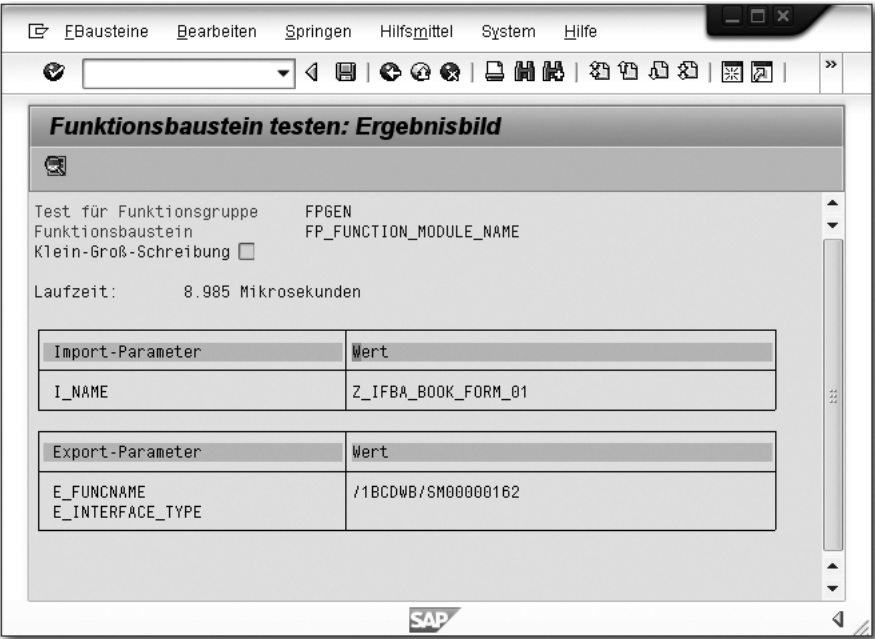 FBausteine Bearbeiten Springen Hilfsmittel System Hilfe
Funktionsbaustein testen: Ergebnisbild
Test für Funktionsgruppe FPGEN
Funktionsbaustein FP_FUNCTION_MODULE_NAME
Klein-Groß-Schreibung
Laufzeit: 8.985 Mikrosekunden
Import-Parameter Wert
I_NAME Z_IFBA_BOOK_FORM_01
Export-Parameter Wert
E_FUNCNAME /1BCDWB/SM00000162
E_INTERFACE_TYPE
SAP